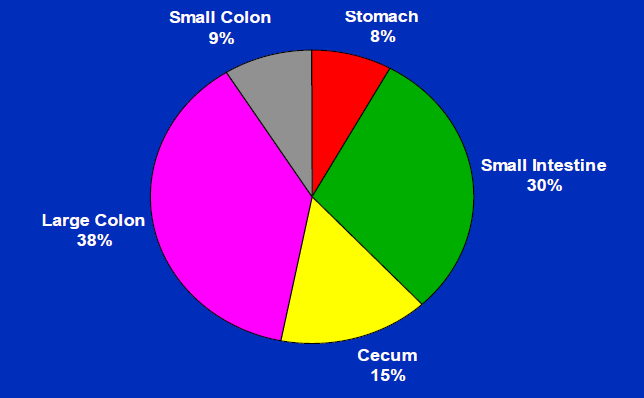 Small Colon
9%
Stomach
8%
Small Intestine
30%
Large Colon
38%
Cecum
15%